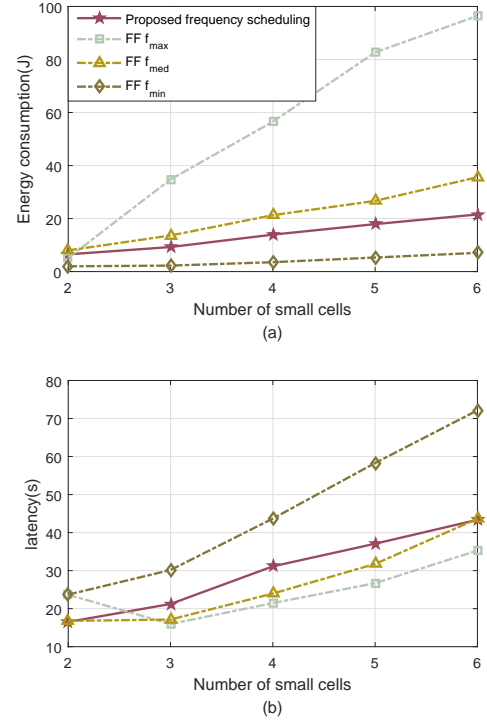 Proposed frequency scheduling
FF f_max
FF f_med
FF f_min
Energy consumption(J)
100
80
60
40
20
0
2 3 4 5 6
Number of small cells
(a)
latency(s)
80
70
60
50
40
30
20
10
2 3 4 5 6
Number of small cells
(b)